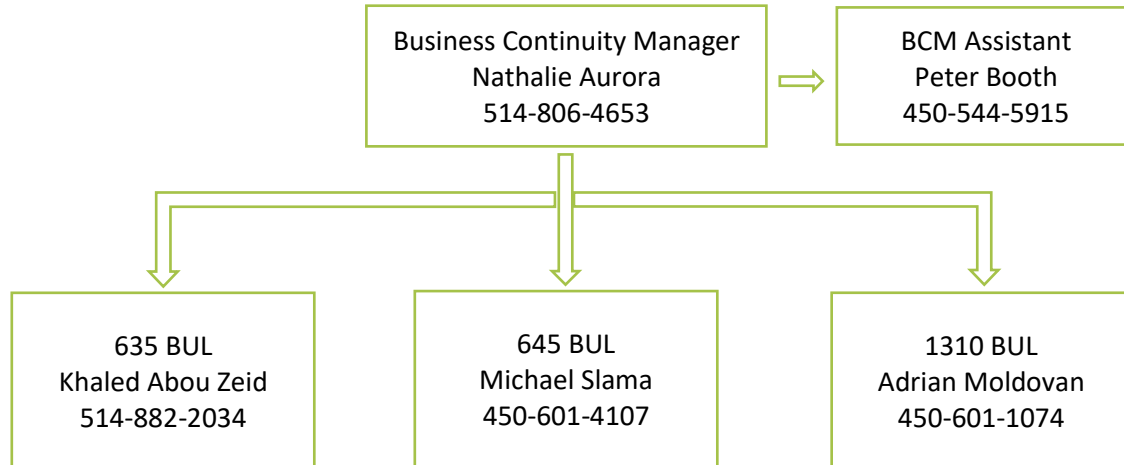 Business Continuity Manager
Nathalie Aurora
514-806-4653
BCM Assistant
Peter Booth
450-544-5915
635 BUL
Khaled Abou Zeid
514-882-2034
645 BUL
Michael Slama
450-601-4107
1310 BUL
Adrian Moldovan
450-601-1074